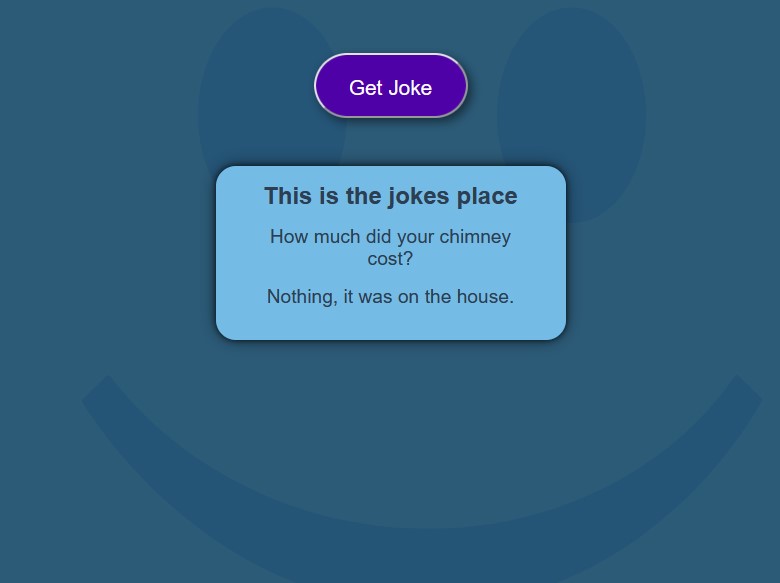 Get Joke
This is the jokes place
How much did your chimney
cost?
Nothing, it was on the house.